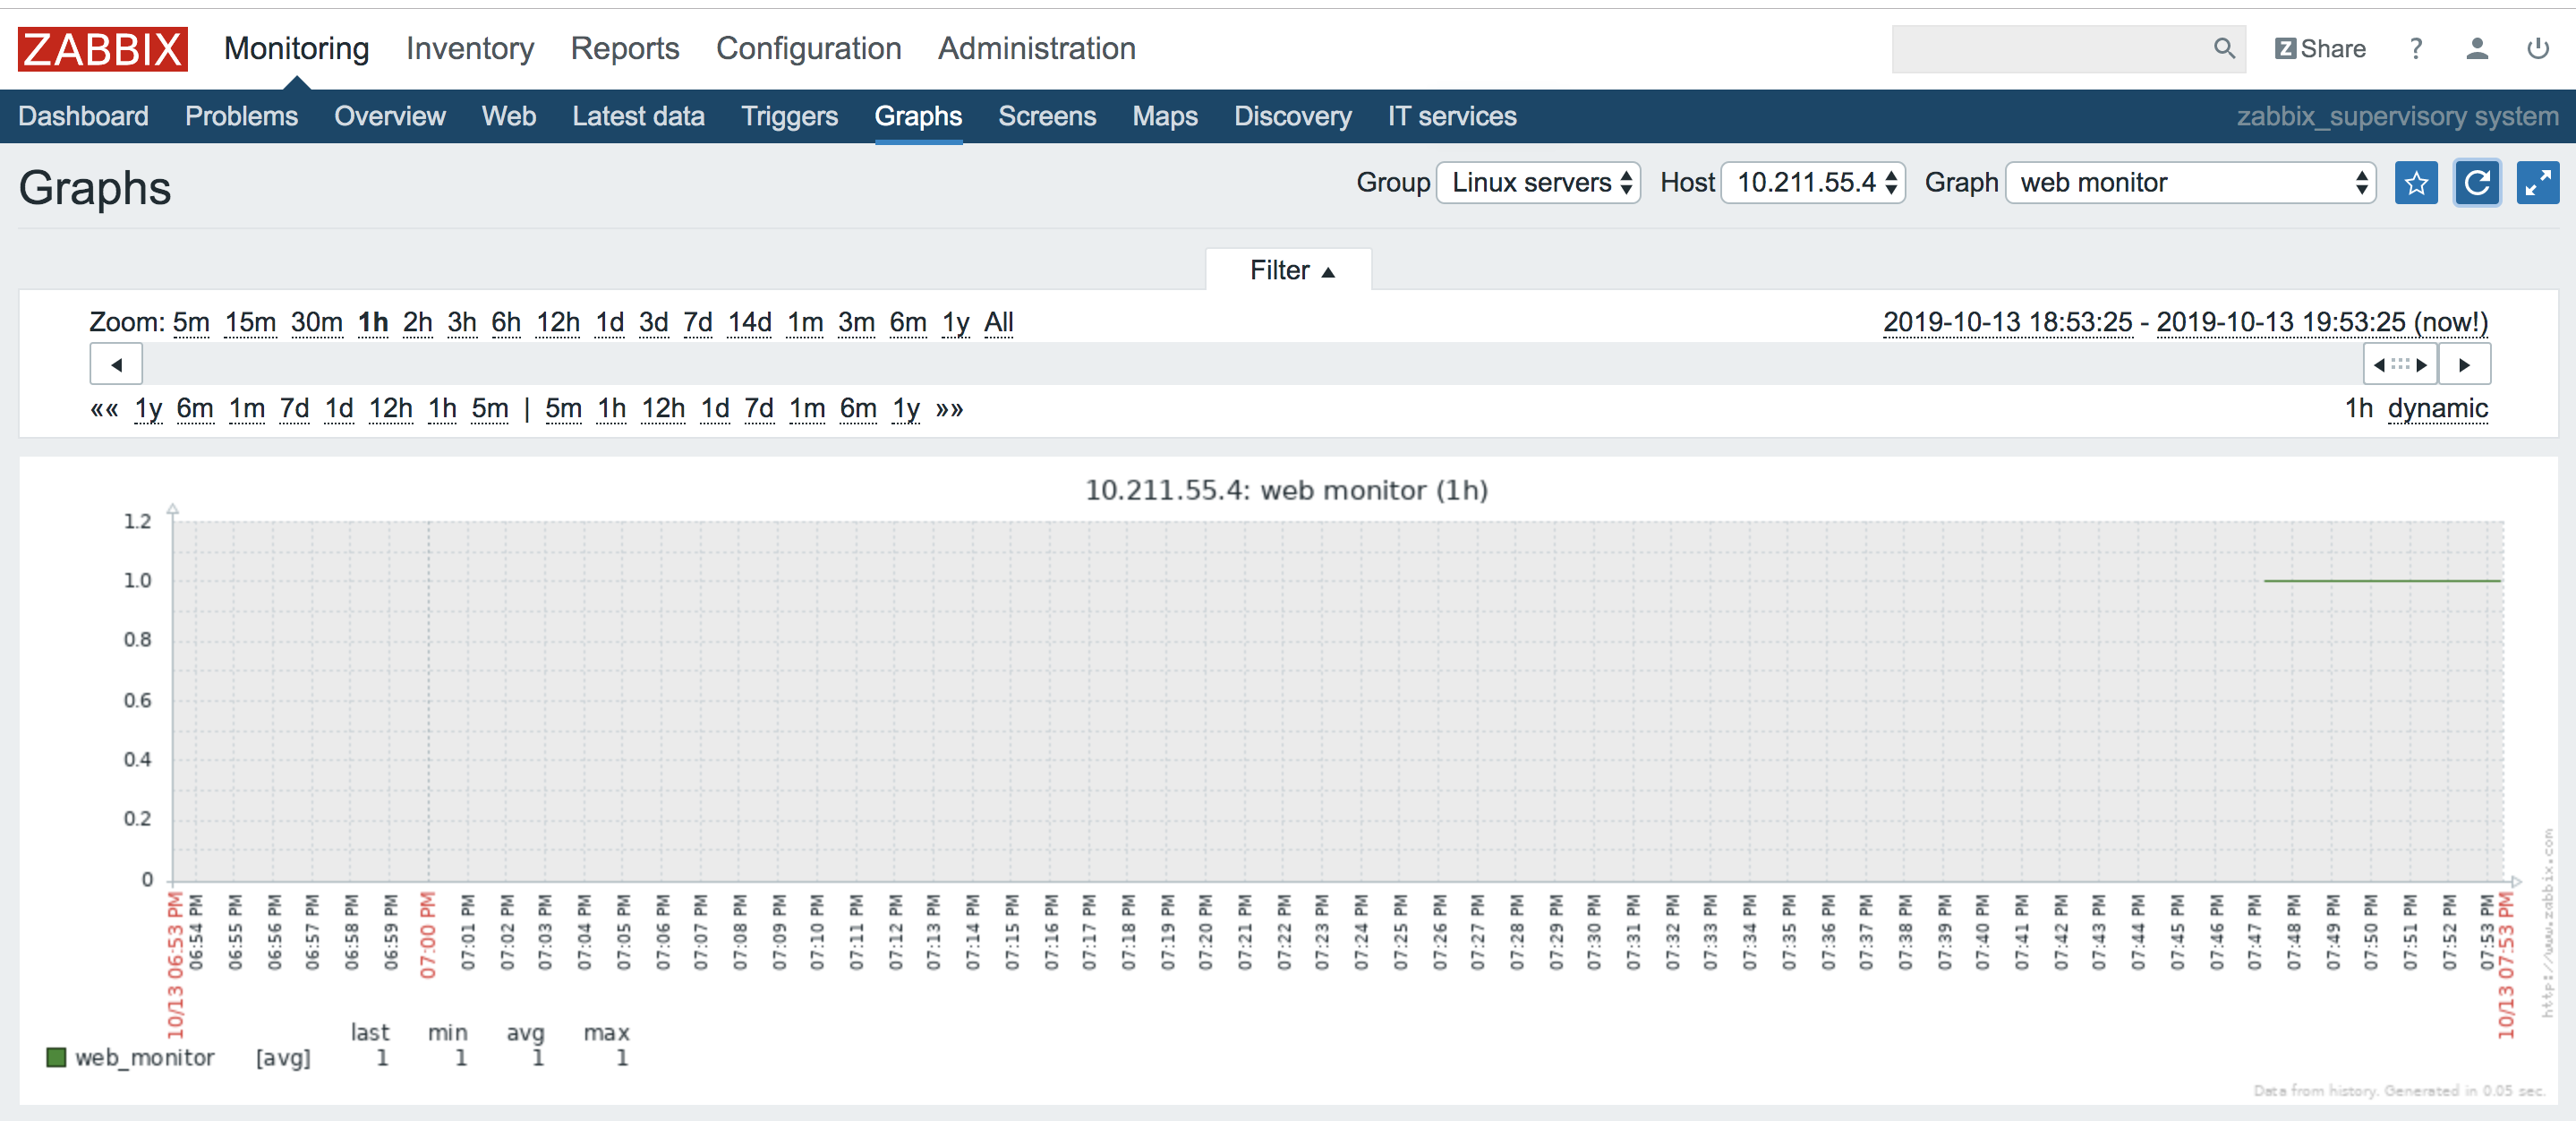 ZABBIX Monitoring Inventory Reports Configuration Administration Z Share ?
Dashboard Problems Overview Web Latest data Triggers Graphs Screens Maps Discovery IT services zabbix_supervisory system
Graphs Group Linux servers Host 10.211.55.4 Graph web monitor
Filter ▲
Zoom: 5m 15m 30m 1h 2h 3h 6h 12h 1d 3d 7d 14d 1m 3m 6m 1y All 2019-10-13 18:53:25 - 2019-10-13 19:53:25 (now!)
«« 1y 6m 1m 7d 1d 12h 1h 5m | 5m 1h 12h 1d 7d 1m 6m 1y »» 1h dynamic
10.211.55.4: web monitor (1h)
1.2
1.0
0.8
0.6
0.4
0.2
0
10/13 06:53 PM
06:54 PM
06:55 PM
06:56 PM
06:57 PM
06:58 PM
06:59 PM
07:00 PM
07:01 PM
07:02 PM
07:03 PM
07:04 PM
07:05 PM
07:06 PM
07:07 PM
07:08 PM
07:09 PM
07:10 PM
07:11 PM
07:12 PM
07:13 PM
07:14 PM
07:15 PM
07:16 PM
07:17 PM
07:18 PM
07:19 PM
07:20 PM
07:21 PM
07:22 PM
07:23 PM
07:24 PM
07:25 PM
07:26 PM
07:27 PM
07:28 PM
07:29 PM
07:30 PM
07:31 PM
07:32 PM
07:33 PM
07:34 PM
07:35 PM
07:36 PM
07:37 PM
07:38 PM
07:39 PM
07:40 PM
07:41 PM
07:42 PM
07:43 PM
07:44 PM
07:45 PM
07:46 PM
07:47 PM
07:48 PM
07:49 PM
07:50 PM
07:51 PM
07:52 PM
07:53 PM
10/13 07:53 PM
http://www.zabbix.com
last min avg max
web_monitor [avg] 1 1 1 1
Data from history. Generated in 0.05 sec.